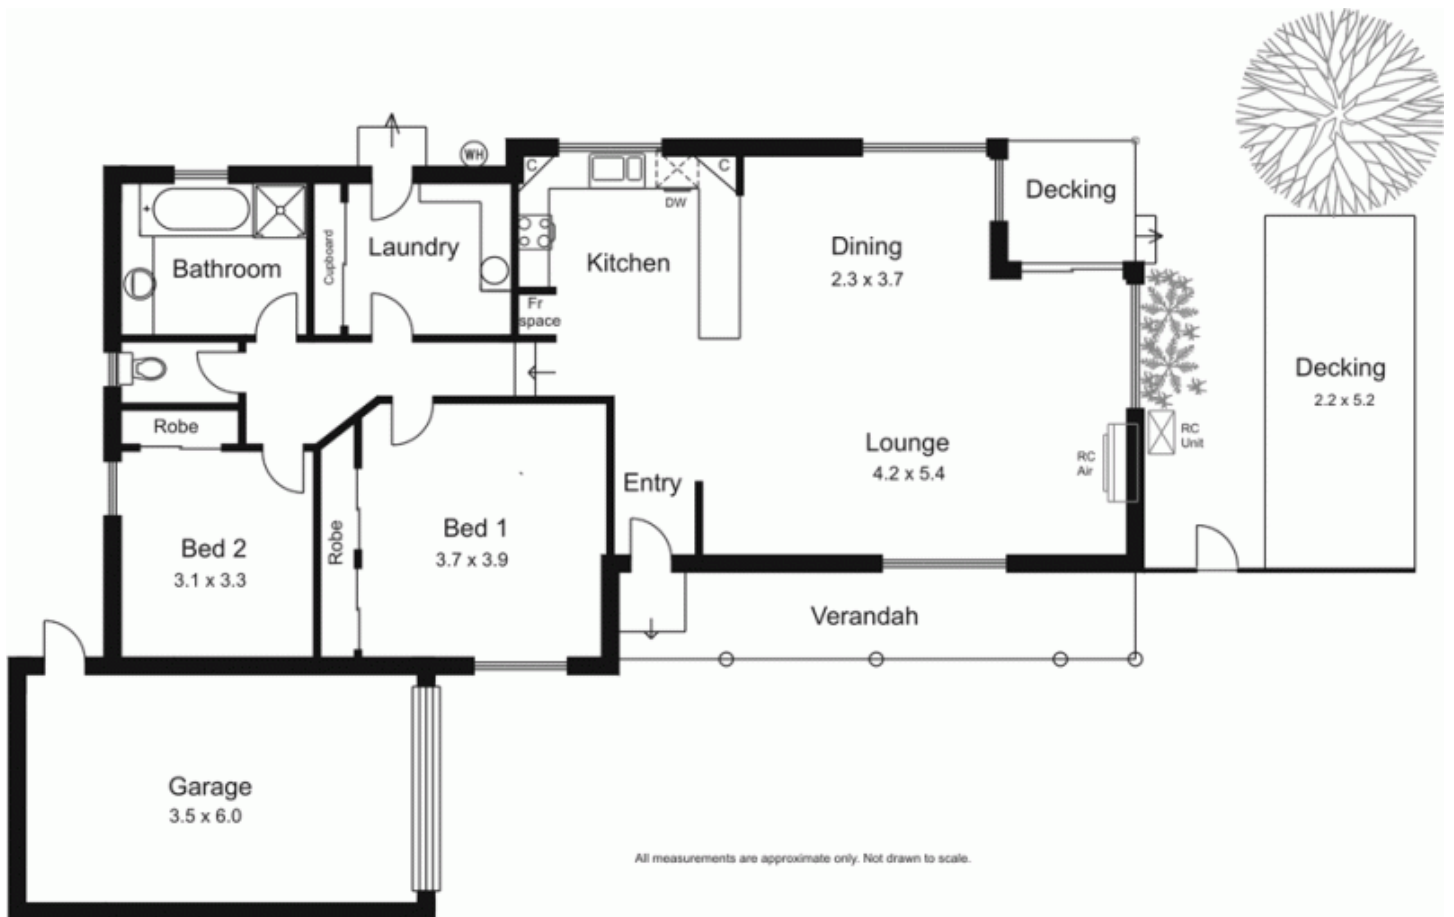 WH
C
C
DW
Decking
Bathroom
Cupboard
Laundry
Kitchen
Dining
2.3 x 3.7
Fr
space
Decking
2.2 x 5.2
Robe
Lounge
4.2 x 5.4
RC
Unit
RC
Air
Entry
Bed 2
3.1 x 3.3
Robe
Bed 1
3.7 x 3.9
Verandah
Garage
3.5 x 6.0
All measurements are approximate only. Not drawn to scale.